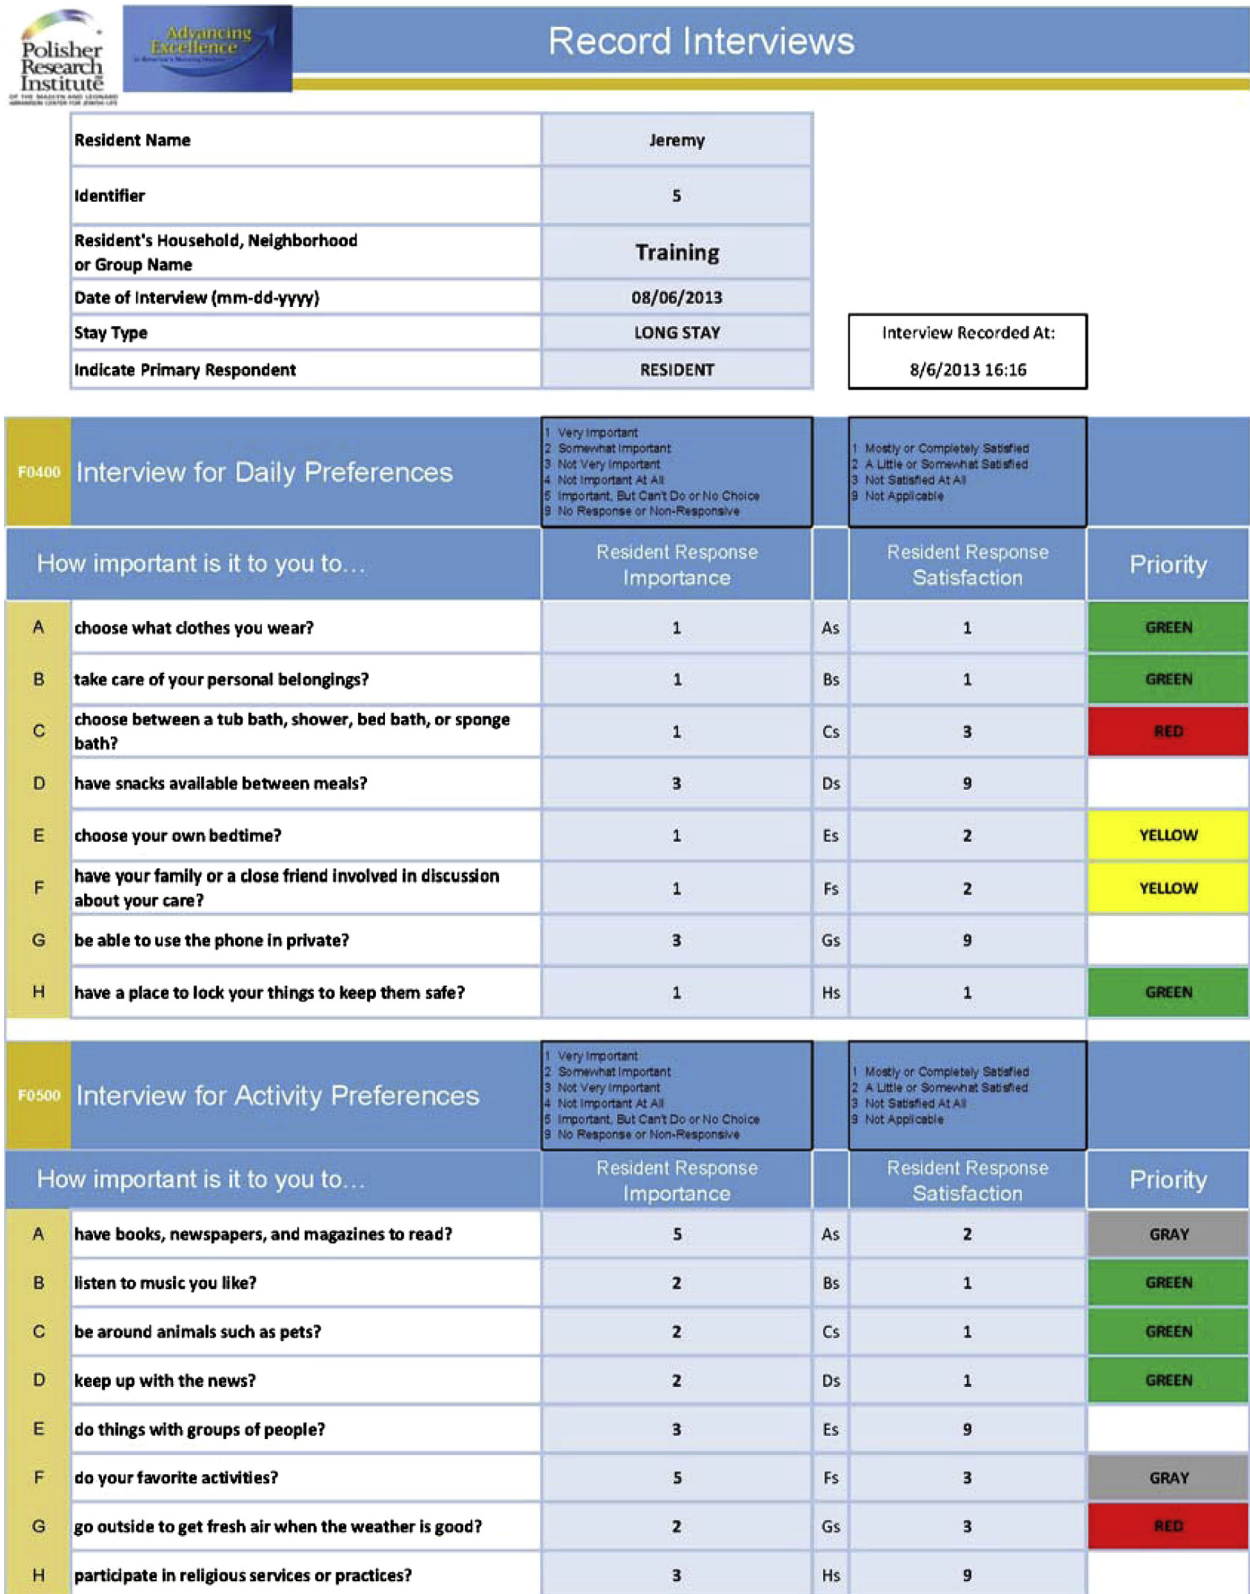 Polisher
Research
Institute
OF THE MADLYN AND LEONARD
ABRAMSON CENTER FOR JEWISH LIFE
Advancing
Excellence
in America's Nursing Homes
Record Interviews
Resident Name Jeremy
Identifier 5
Resident's Household, Neighborhood
or Group Name Training
Date of Interview (mm-dd-yyyy) 08/06/2013
Stay Type LONG STAY
Indicate Primary Respondent RESIDENT
Interview Recorded At:
8/6/2013 16:16
F0400 Interview for Daily Preferences
1 Very Important
2 Somewhat Important
3 Not Very Important
4 Not Important At All
5 Important, But Can't Do or No Choice
9 No Response or Non-Responsive
1 Mostly or Completely Satisfied
2 A Little or Somewhat Satisfied
3 Not Satisfied At All
9 Not Applicable
How important is it to you to...
Resident Response
Importance
Resident Response
Satisfaction
Priority
A choose what clothes you wear? 1 As 1 GREEN
B take care of your personal belongings? 1 Bs 1 GREEN
C choose between a tub bath, shower, bed bath, or sponge
bath? 1 Cs 3 RED
D have snacks available between meals? 3 Ds 9
E choose your own bedtime? 1 Es 2 YELLOW
F have your family or a close friend involved in discussion
about your care? 1 Fs 2 YELLOW
G be able to use the phone in private? 3 Gs 9
H have a place to lock your things to keep them safe? 1 Hs 1 GREEN
F0500 Interview for Activity Preferences
1 Very Important
2 Somewhat Important
3 Not Very Important
4 Not Important At All
5 Important, But Can't Do or No Choice
9 No Response or Non-Responsive
1 Mostly or Completely Satisfied
2 A Little or Somewhat Satisfied
3 Not Satisfied At All
9 Not Applicable
How important is it to you to...
Resident Response
Importance
Resident Response
Satisfaction
Priority
A have books, newspapers, and magazines to read? 5 As 2 GRAY
B listen to music you like? 2 Bs 1 GREEN
C be around animals such as pets? 2 Cs 1 GREEN
D keep up with the news? 2 Ds 1 GREEN
E do things with groups of people? 3 Es 9
F do your favorite activities? 5 Fs 3 GRAY
G go outside to get fresh air when the weather is good? 2 Gs 3 RED
H participate in religious services or practices? 3 Hs 9